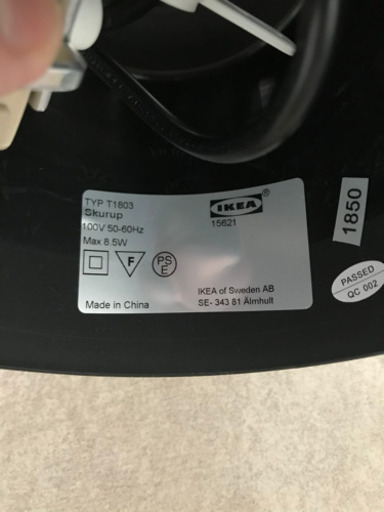 TYP T1803
Skurup
100V 50-60Hz
Max 8.5W
IKEA®
15621
F
PS
E
Made in China
IKEA of Sweden AB
SE- 343 81 Älmhult
1850
PASSED
QC 002